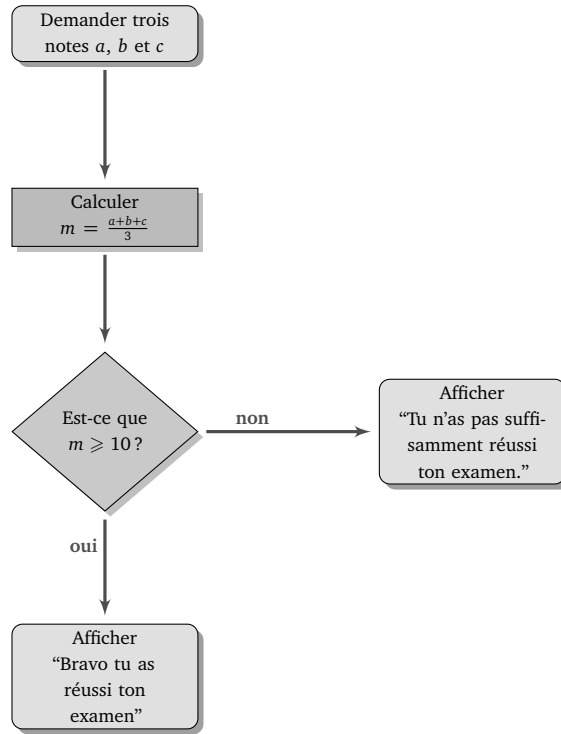 Demander trois
notes a, b et c
Calculer
m = \frac{a+b+c}{3}
Est-ce que
m ⩾ 10 ?
non
Afficher
“Tu n’as pas suffi-
samment réussi
ton examen.”
oui
Afficher
“Bravo tu as
réussi ton
examen”